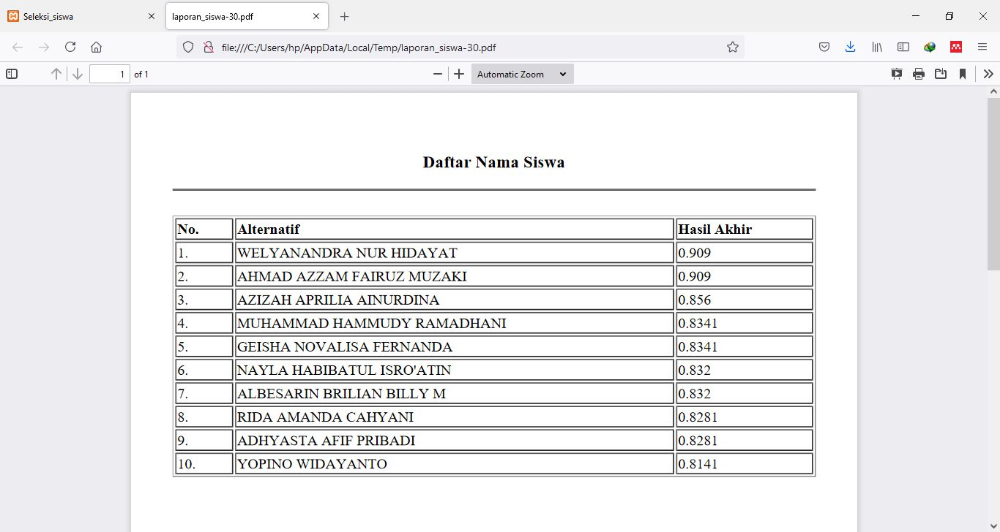 Seleksi_siswa
laporan_siswa-30.pdf
file:///C:/Users/hp/AppData/Local/Temp/laporan_siswa-30.pdf
1 of 1
Automatic Zoom
Daftar Nama Siswa
No. Alternatif Hasil Akhir
1. WELYANANDRA NUR HIDAYAT 0.909
2. AHMAD AZZAM FAIRUZ MUZAKI 0.909
3. AZIZAH APRILIA AINURDINA 0.856
4. MUHAMMAD HAMMUDY RAMADHANI 0.8341
5. GEISHA NOVALISA FERNANDA 0.8341
6. NAYLA HABIBATUL ISRO'ATIN 0.832
7. ALBESARIN BRILIAN BILLY M 0.832
8. RIDA AMANDA CAHYANI 0.8281
9. ADHYASTA AFIF PRIBADI 0.8281
10. YOPINO WIDAYANTO 0.8141